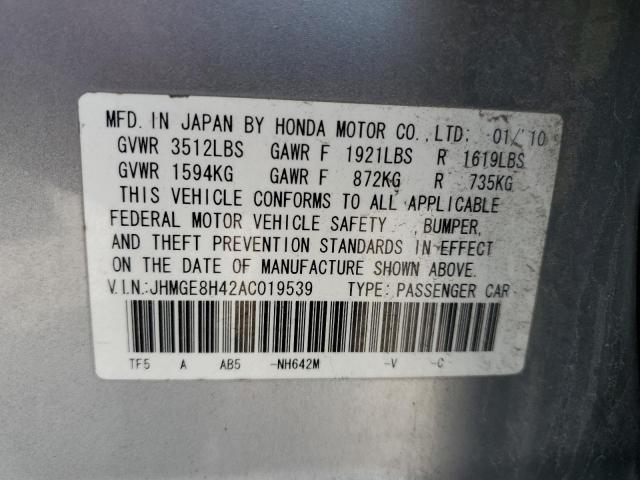 MFD. IN JAPAN BY HONDA MOTOR CO., LTD. 01/'10
GVWR 3512LBS GAWR F 1921LBS R 1619LBS
GVWR 1594KG GAWR F 872KG R 735KG
THIS VEHICLE CONFORMS TO ALL APPLICABLE
FEDERAL MOTOR VEHICLE SAFETY , BUMPER,
AND THEFT PREVENTION STANDARDS IN EFFECT
ON THE DATE OF MANUFACTURE SHOWN ABOVE.
V.I.N.:JHMGE8H42AC019539 TYPE: PASSENGER CAR
TF5 A AB5 -NH642M -V -C